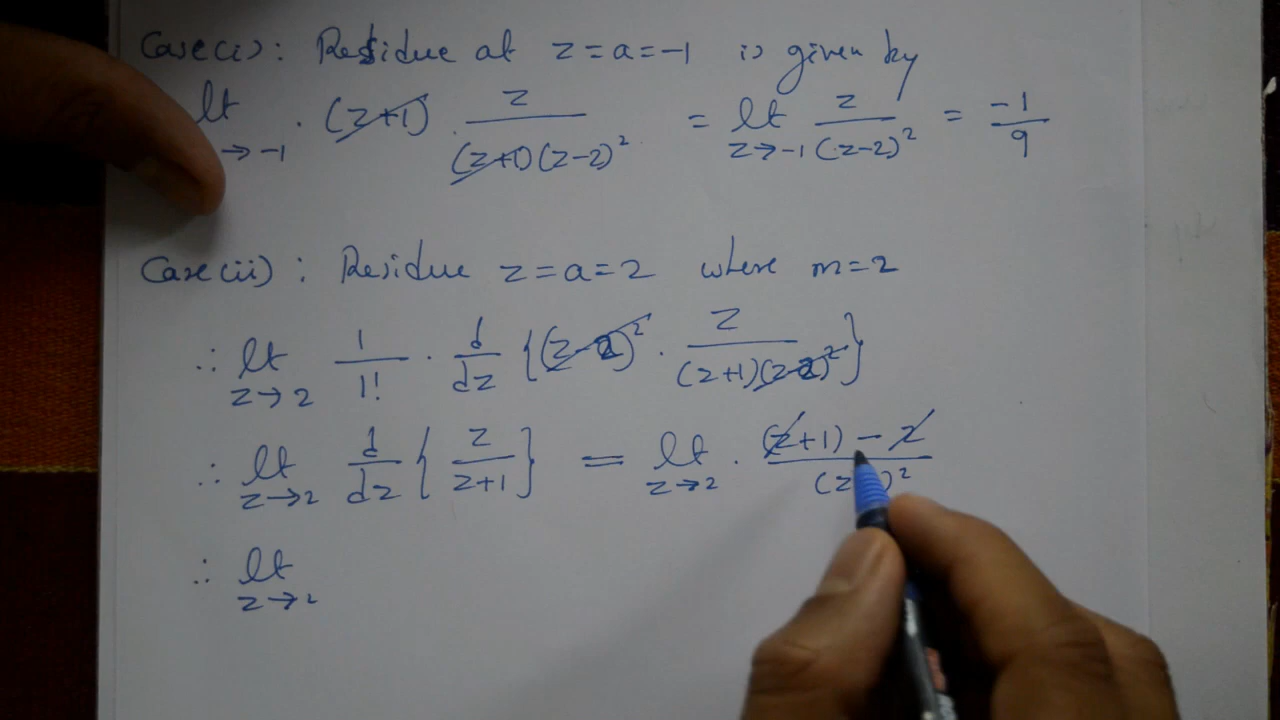 Case(i): Residue at z=a=-1 is given by
lt →-1 . (z+1) . z/(z+1)(z-2)² = lt z→-1 z/(z-2)² = -1/9
Case(ii): Residue z=a=2 where m=2
∴ lt z→2 1/1! . d/dz {(z-2)² . z/(z+1)(z-2)²}
∴ lt z→2 d/dz {z/z+1} = lt z→2 . (z+1)-z/(z )²
∴ lt z→2